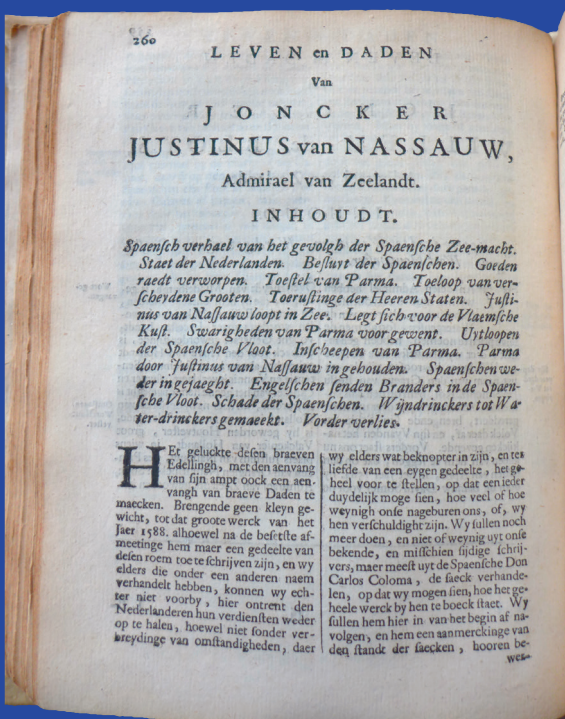 260
LEVEN en DADEN
Van
JONCKER
JUSTINUS van NASSAUW,
Admirael van Zeelandt.
INHOUDT.
Spaensch verhael van het gevolgh der Spaensche Zee-macht.
Staet der Nederlanden. Besluyt der Spaenschen. Goeden
raedt verworpen. Toestel van Parma. Toeloop van ver-
scheydene Grooten. Toerustinge der Heeren Staten. Justi-
nus van Nassauw loopt in Zee. Legt sich voor de Vlaemsche
Kust. Swarigheden van Parma voorgewent. Uytloopen
der Spaensche Vloot. Inscheepen van Parma. Parma
door Justinus van Nassauw ingehouden. Spaenschen we-
der ingejaeght. Engelschen senden Branders in de Spaen-
sche Vloot. Schade der Spaenschen. Wijndrinckers tot Wa-
ter-drinckers gemaeckt. Vorder verlies.
HEt geluckte desen braeven
Edellingh, met den aenvang
van sijn ampt oock een aen-
vangh van braeve Daden te
maecken. Brengende geen kleyn ge-
wicht, tot dat groote werck van het
Jaer 1588. alhoewel na de besetste af-
meetinge hem maer een gedeelte van
desen roem toe te schrijven zijn, en wy
elders die onder een anderen naem
verhandelt hebben, konnen wy ech-
ter niet voorby, hier ontrent den
Nederlanderen hun verdiensten weder
op te halen, hoewel niet sonder ver-
breydinge van omstandigheden, daer
wy elders wat beknopter in zijn, en ter
liefde van een eygen gedeelte, het ge-
heel voor te stellen, op dat een ieder
duydelijk moge sien, hoe veel of hoe
weynigh onse nageburen ons, of, wy
hen verschuldight zijn. Wy sullen noch
meer doen, en niet of weynig uyt onse
bekende, en misschien sijdige schrij-
vers, maer meest uyt de Spaensche Don
Carlos Coloma, de saeck verhande-
len, op dat wy mogen sien, hoe het ge-
heele werck by hen te boeck staet. Wy
sullen hem hier in van het begin af na-
volgen, en hem een aanmerckinge van
den standt der saecken, hooren be-
wee-